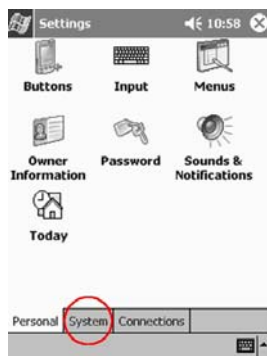 Settings 10:58
Buttons Input Menus
Owner Information Password Sounds & Notifications
Today
Personal System Connections